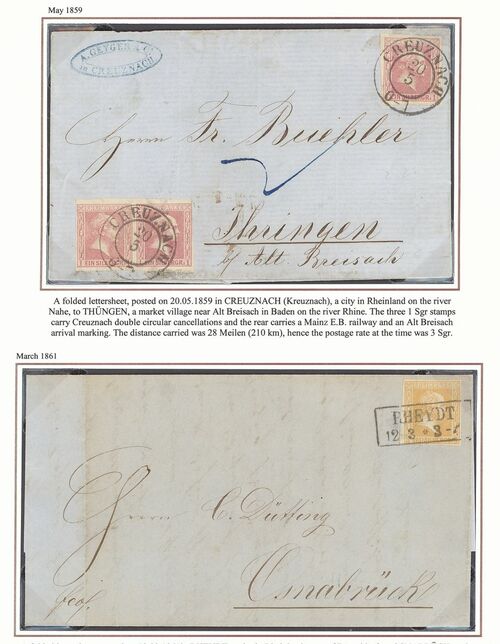 May 1859
A. GEYGER & Co
in CREUZNACH.
CREUZNACH
20
5
6-7
Herrn Fr. Buehler
Ihringen
p/ Alt Breisach
CREUZNACH
20
5
EIN SILBERGR.
A folded lettersheet, posted on 20.05.1859 in CREUZNACH (Kreuznach), a city in Rheinland on the river
Nahe, to THÜNGEN, a market village near Alt Breisach in Baden on the river Rhine. The three 1 Sgr stamps
carry Creuznach double circular cancellations and the rear carries a Mainz E.B. railway and an Alt Breisach
arrival marking. The distance carried was 28 Meilen (210 km), hence the postage rate at the time was 3 Sgr.
March 1861
RHEYDT
12 3 * 3-
Herrn C. Dütting
Osnabrück